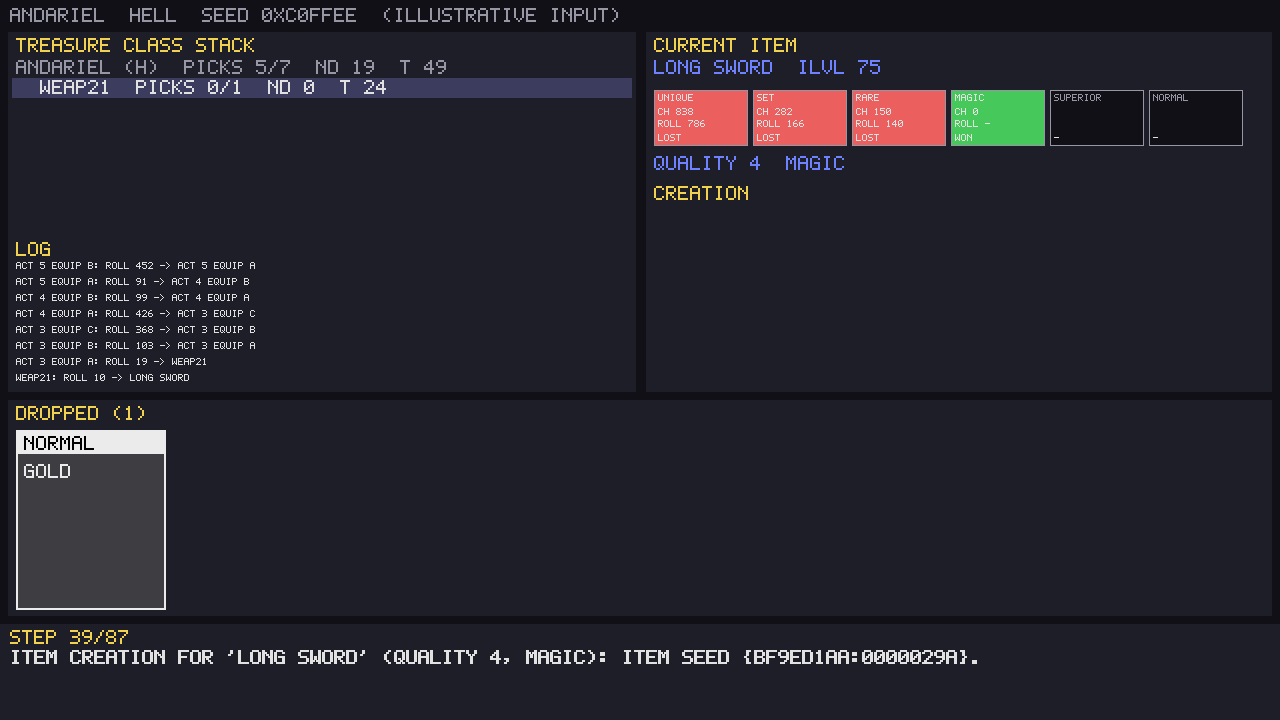 ANDARIEL  HELL  SEED 0XC0FFEE  (ILLUSTRATIVE INPUT)
TREASURE CLASS STACK
ANDARIEL (H)  PICKS 5/7  ND 19  T 49
WEAP21  PICKS 0/1  ND 0  T 24
LOG
ACT 5 EQUIP B: ROLL 452 -> ACT 5 EQUIP A
ACT 5 EQUIP A: ROLL 91 -> ACT 4 EQUIP B
ACT 4 EQUIP B: ROLL 99 -> ACT 4 EQUIP A
ACT 4 EQUIP A: ROLL 426 -> ACT 3 EQUIP C
ACT 3 EQUIP C: ROLL 368 -> ACT 3 EQUIP B
ACT 3 EQUIP B: ROLL 103 -> ACT 3 EQUIP A
ACT 3 EQUIP A: ROLL 19 -> WEAP21
WEAP21: ROLL 10 -> LONG SWORD
CURRENT ITEM
LONG SWORD  ILVL 75
UNIQUE
CH 838
ROLL 786
LOST
SET
CH 282
ROLL 166
LOST
RARE
CH 150
ROLL 140
LOST
MAGIC
CH 0
ROLL -
WON
SUPERIOR
-
NORMAL
-
QUALITY 4  MAGIC
CREATION
DROPPED (1)
NORMAL
GOLD
STEP 39/87
ITEM CREATION FOR 'LONG SWORD' (QUALITY 4, MAGIC): ITEM SEED {BF9ED1AA:0000029A}.